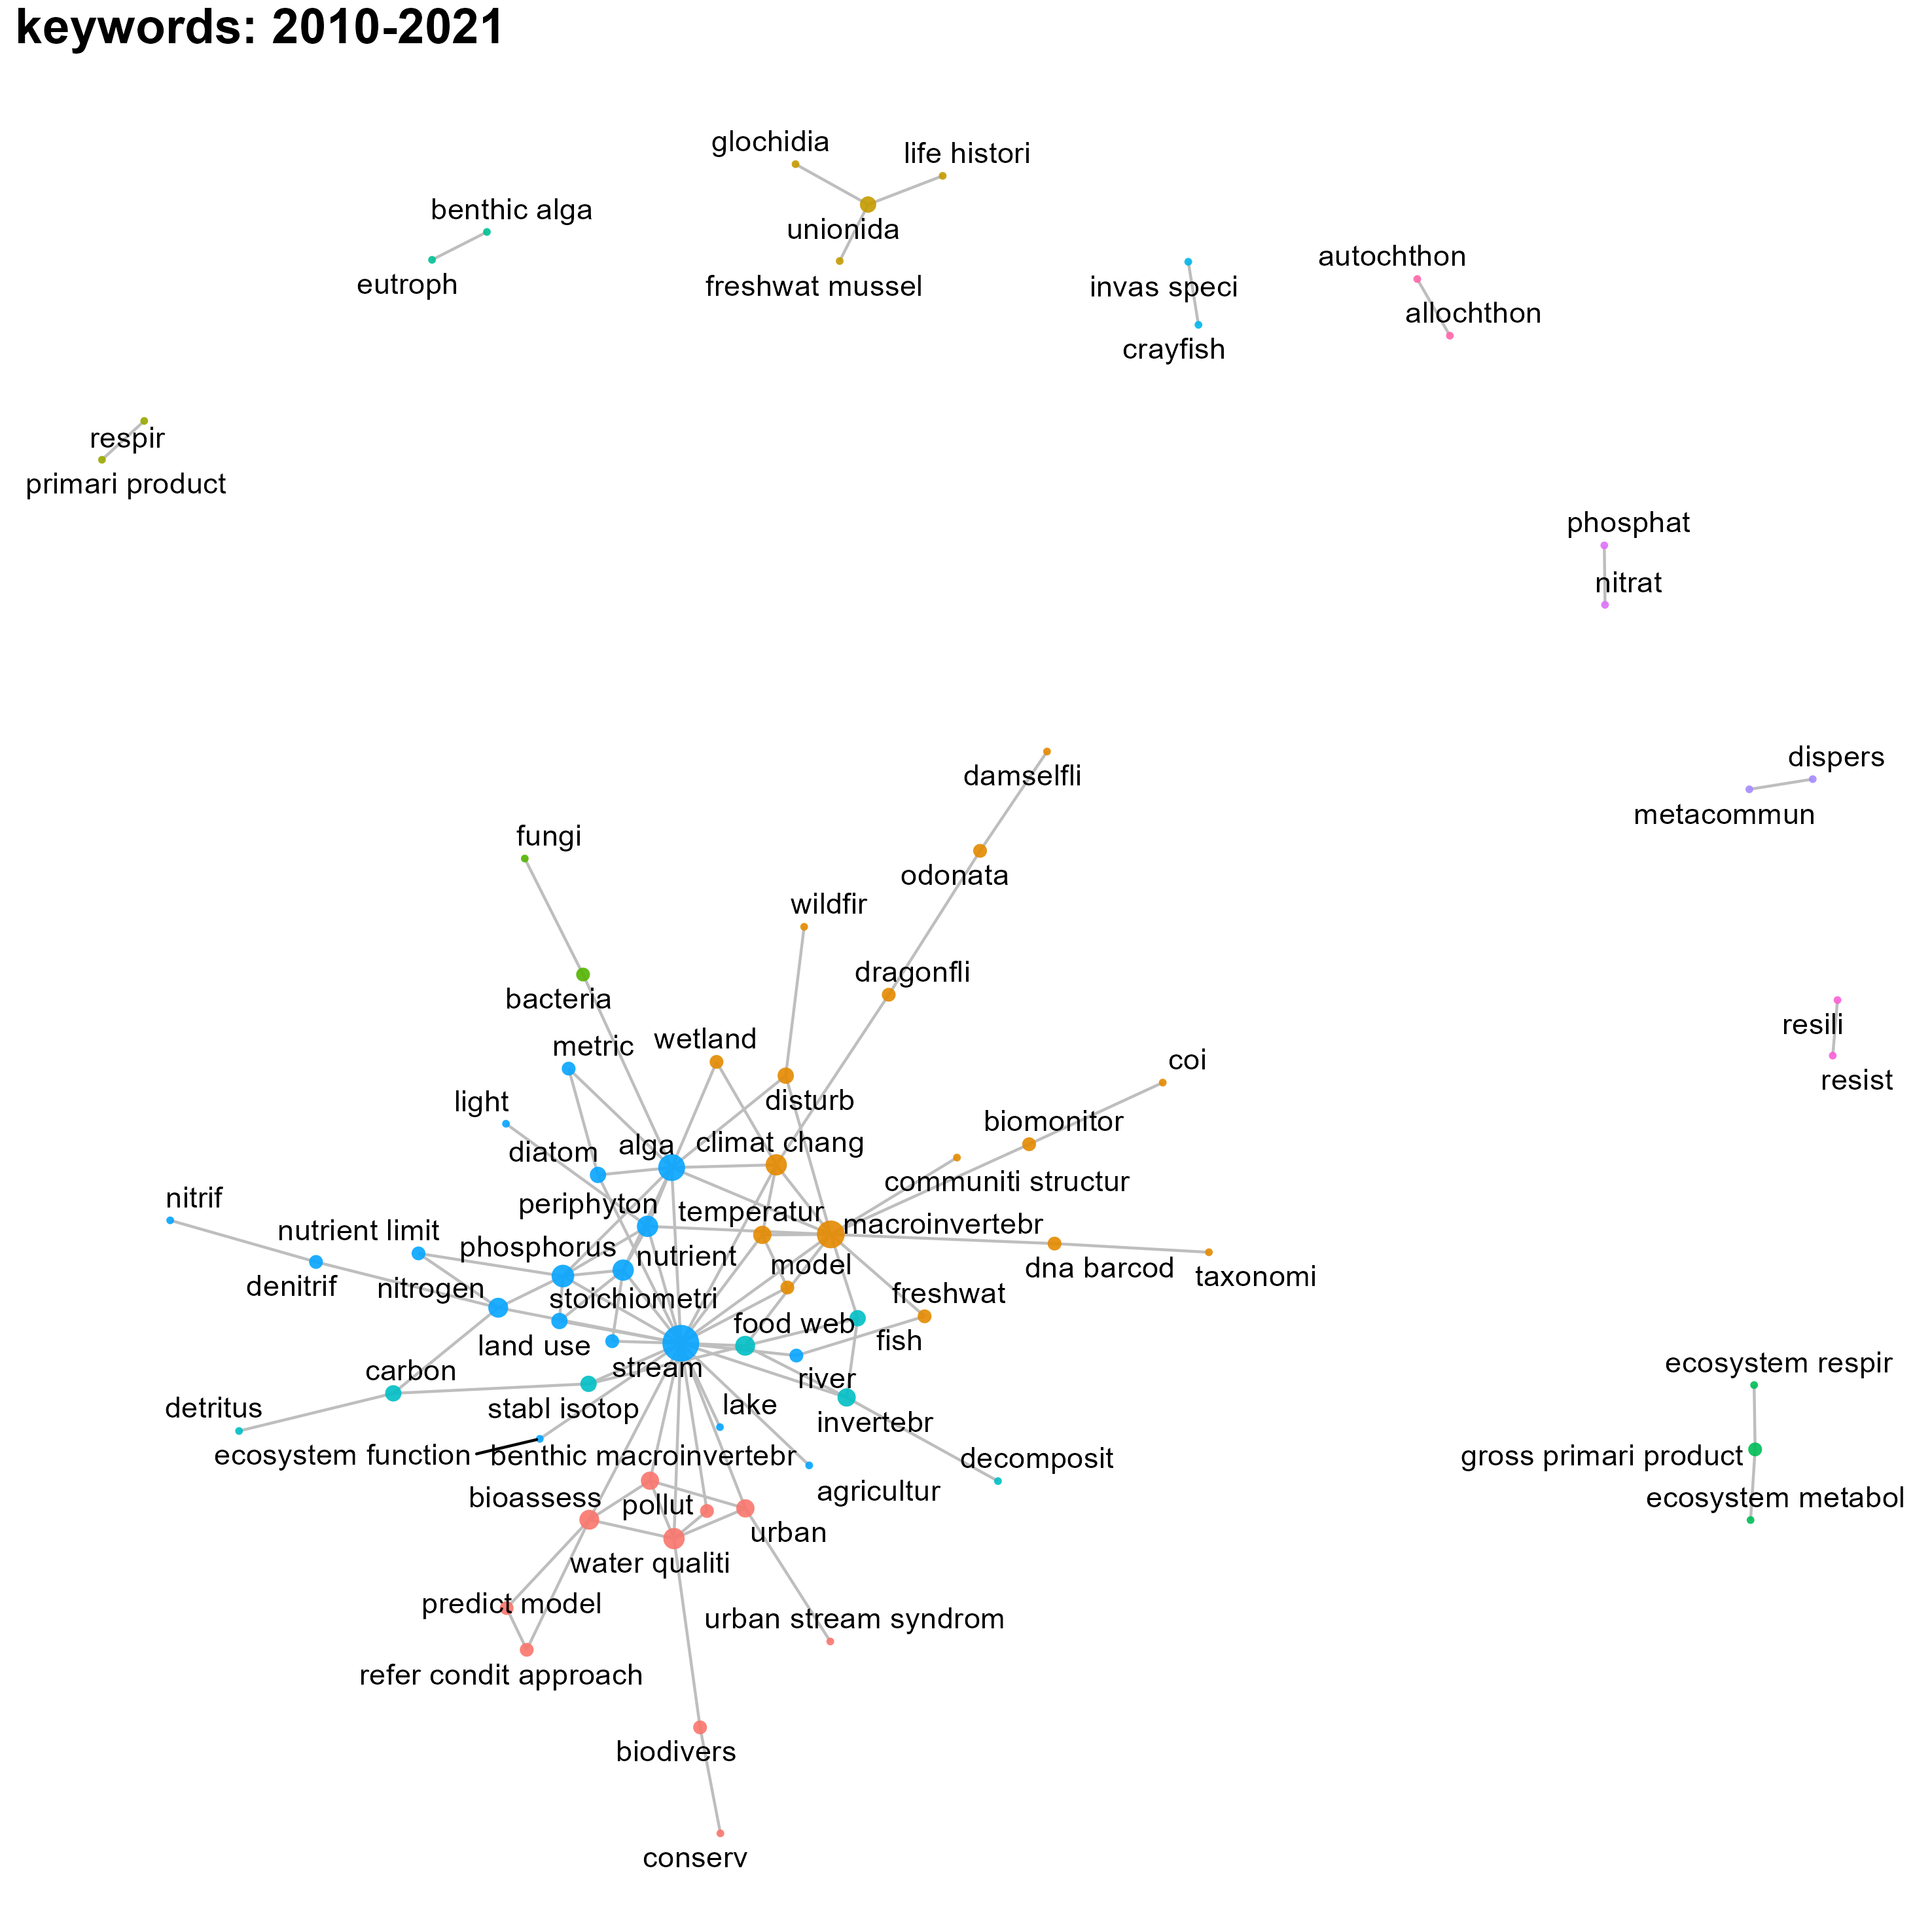 keywords: 2010-2021
glochidia
life histori
benthic alga
unionida
eutroph
freshwat mussel
invas speci
autochthon
allochthon
crayfish
respir
primari product
phosphat
nitrat
damselfli
dispers
metacommun
fungi
odonata
wildfir
dragonfli
bacteria
resili
metric
wetland
coi
resist
light
disturb
biomonitor
diatom
alga
climat chang
communiti structur
nitrif
periphyton
temperatur
macroinvertebr
nutrient limit
phosphorus
nutrient
model
dna barcod
taxonomi
denitrif
nitrogen
stoichiometri
freshwat
food web
fish
land use
stream
carbon
river
ecosystem respir
detritus
stabl isotop
lake
invertebr
ecosystem function
benthic macroinvertebr
decomposit
gross primari product
bioassess
pollut
agricultur
ecosystem metabol
urban
water qualiti
predict model
urban stream syndrom
refer condit approach
biodivers
conserv